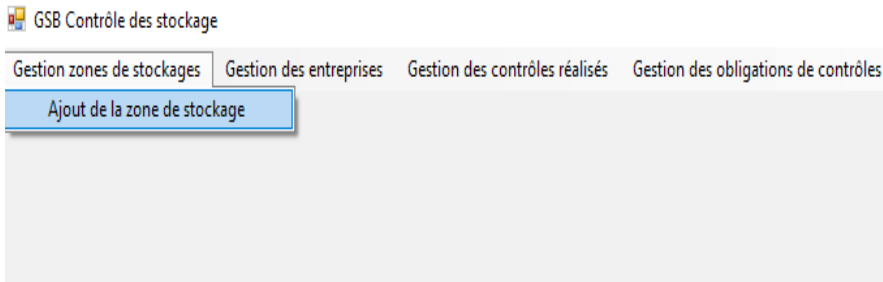 GSB Contrôle des stockage
Gestion zones de stockages Gestion des entreprises Gestion des contrôles réalisés Gestion des obligations de contrôles
Ajout de la zone de stockage